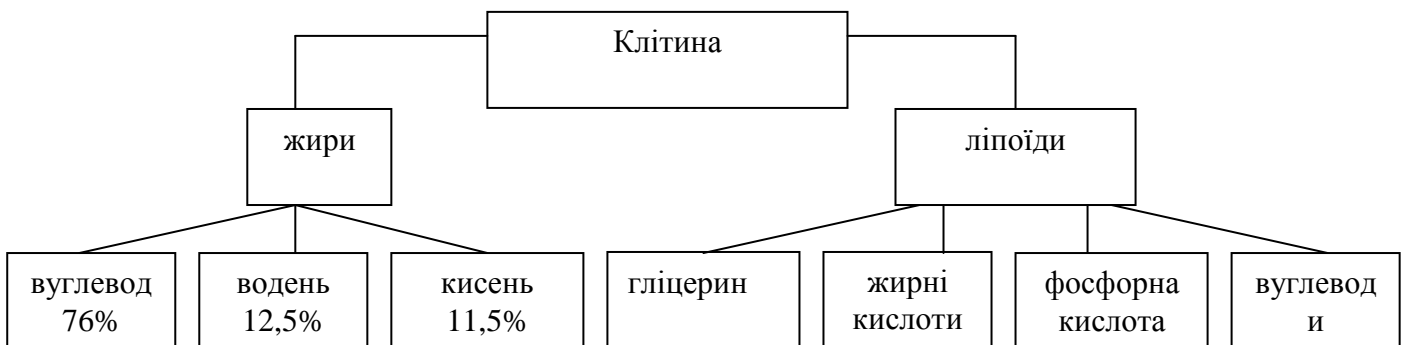 Клітина
жири
ліпоїди
вуглевод
76%
водень
12,5%
кисень
11,5%
гліцерин
жирні
кислоти
фосфорна
кислота
вуглевод
и